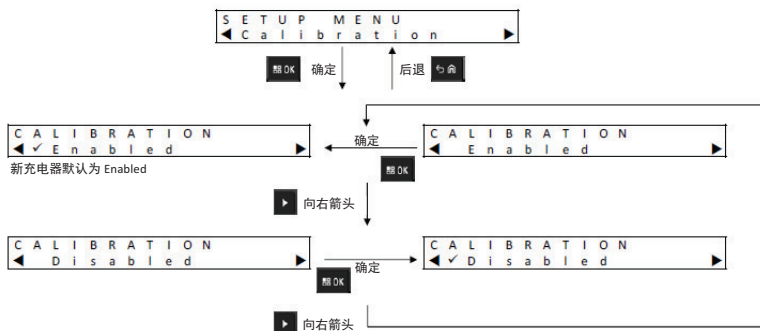 SETUP MENU
◀ Calibration ▶
OK 确定
后退
CALIBRATION
◀ ✓ Enabled ▶
新充电器默认为 Enabled
确定
OK
CALIBRATION
◀ Enabled ▶
向右箭头
CALIBRATION
◀ Disabled ▶
确定
OK
CALIBRATION
◀ ✓ Disabled ▶
向右箭头